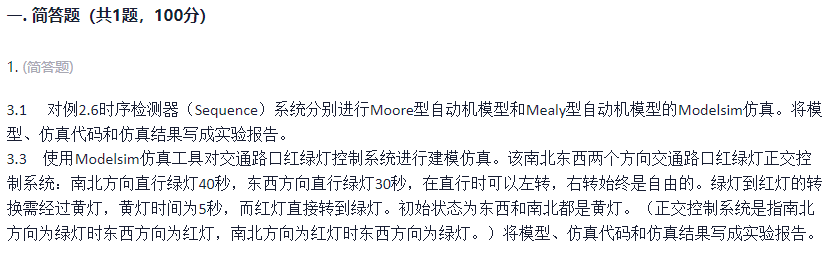 一. 简答题 (共1题，100分)
1. (简答题)
3.1 对例2.6时序检测器（Sequence）系统分别进行Moore型自动机模型和Mealy型自动机模型的Modelsim仿真。将模
型、仿真代码和仿真结果写成实验报告。
3.3 使用Modelsim仿真工具对交通路口红绿灯控制系统进行建模仿真。该南北东西两个方向交通路口红绿灯正交控
制系统：南北方向直行绿灯40秒，东西方向直行绿灯30秒，在直行时可以左转，右转始终是自由的。绿灯到红灯的转
换需经过黄灯，黄灯时间为5秒，而红灯直接转到绿灯。初始状态为东西和南北都是黄灯。（正交控制系统是指南北
方向为绿灯时东西方向为红灯，南北方向为红灯时东西方向为绿灯。）将模型、仿真代码和仿真结果写成实验报告。